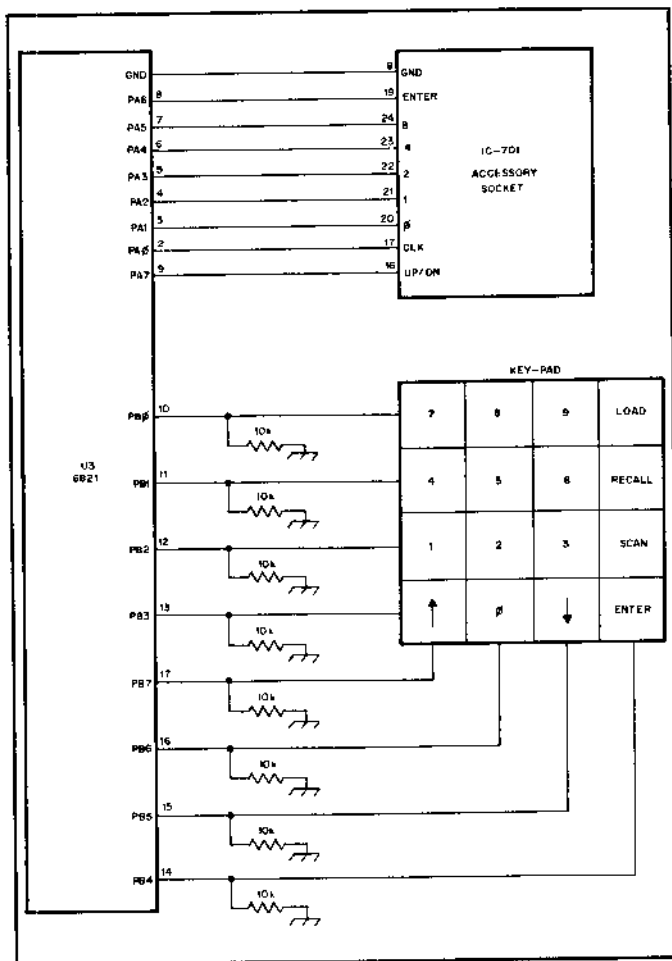 GND 9 GND
PA6 8 19 ENTER
PA5 7 24 8
PA4 6 23 4
PA3 5 22 2
PA2 4 21 1
PA1 3 20 Ø
PAØ 2 17 CLK
PA7 9 16 UP/DN
IC-701
ACCESSORY
SOCKET
U3
6821
KEY-PAD
PBØ 10
10k
PB1 11
10k
PB2 12
10k
PB3 13
10k
PB7 17
10k
PB6 16
10k
PB5 15
10k
PB4 14
10k
7 8 9 LOAD
4 5 6 RECALL
1 2 3 SCAN
↑ Ø ↓ ENTER